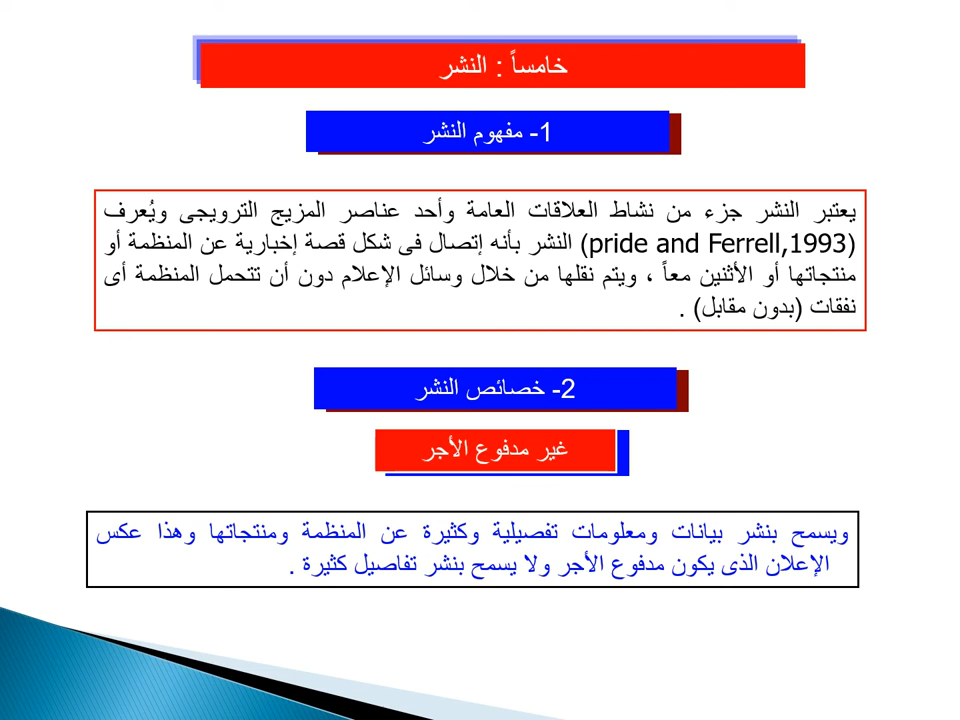 خامساً : النشر
1- مفهوم النشر
يعتبر النشر جزء من نشاط العلاقات العامة وأحد عناصر المزيج الترويجى ويُعرف
(pride and Ferrell,1993) النشر بأنه إتصال فى شكل قصة إخبارية عن المنظمة أو
منتجاتها أو الأثنين معاً ، ويتم نقلها من خلال وسائل الإعلام دون أن تتحمل المنظمة أى
نفقات (بدون مقابل) .
2- خصائص النشر
غير مدفوع الأجر
ويسمح بنشر بيانات ومعلومات تفصيلية وكثيرة عن المنظمة ومنتجاتها وهذا عكس
الإعلان الذى يكون مدفوع الأجر ولا يسمح بنشر تفاصيل كثيرة .